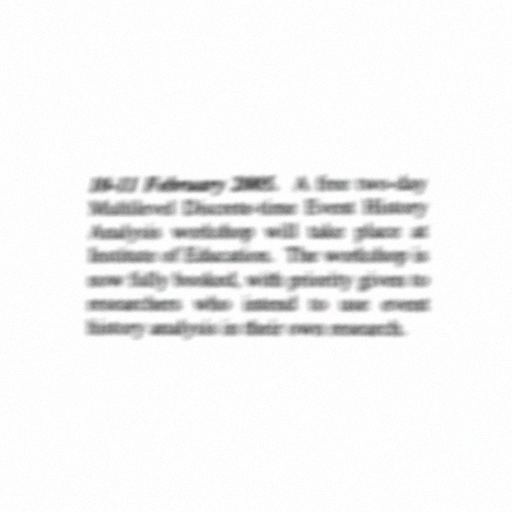 10-11 February 2005. A free two-day
Multilevel Discrete-time Event History
Analysis workshop will take place at
Institute of Education. The workshop is
now fully booked, with priority given to
researchers who intend to use event
history analysis in their own research.